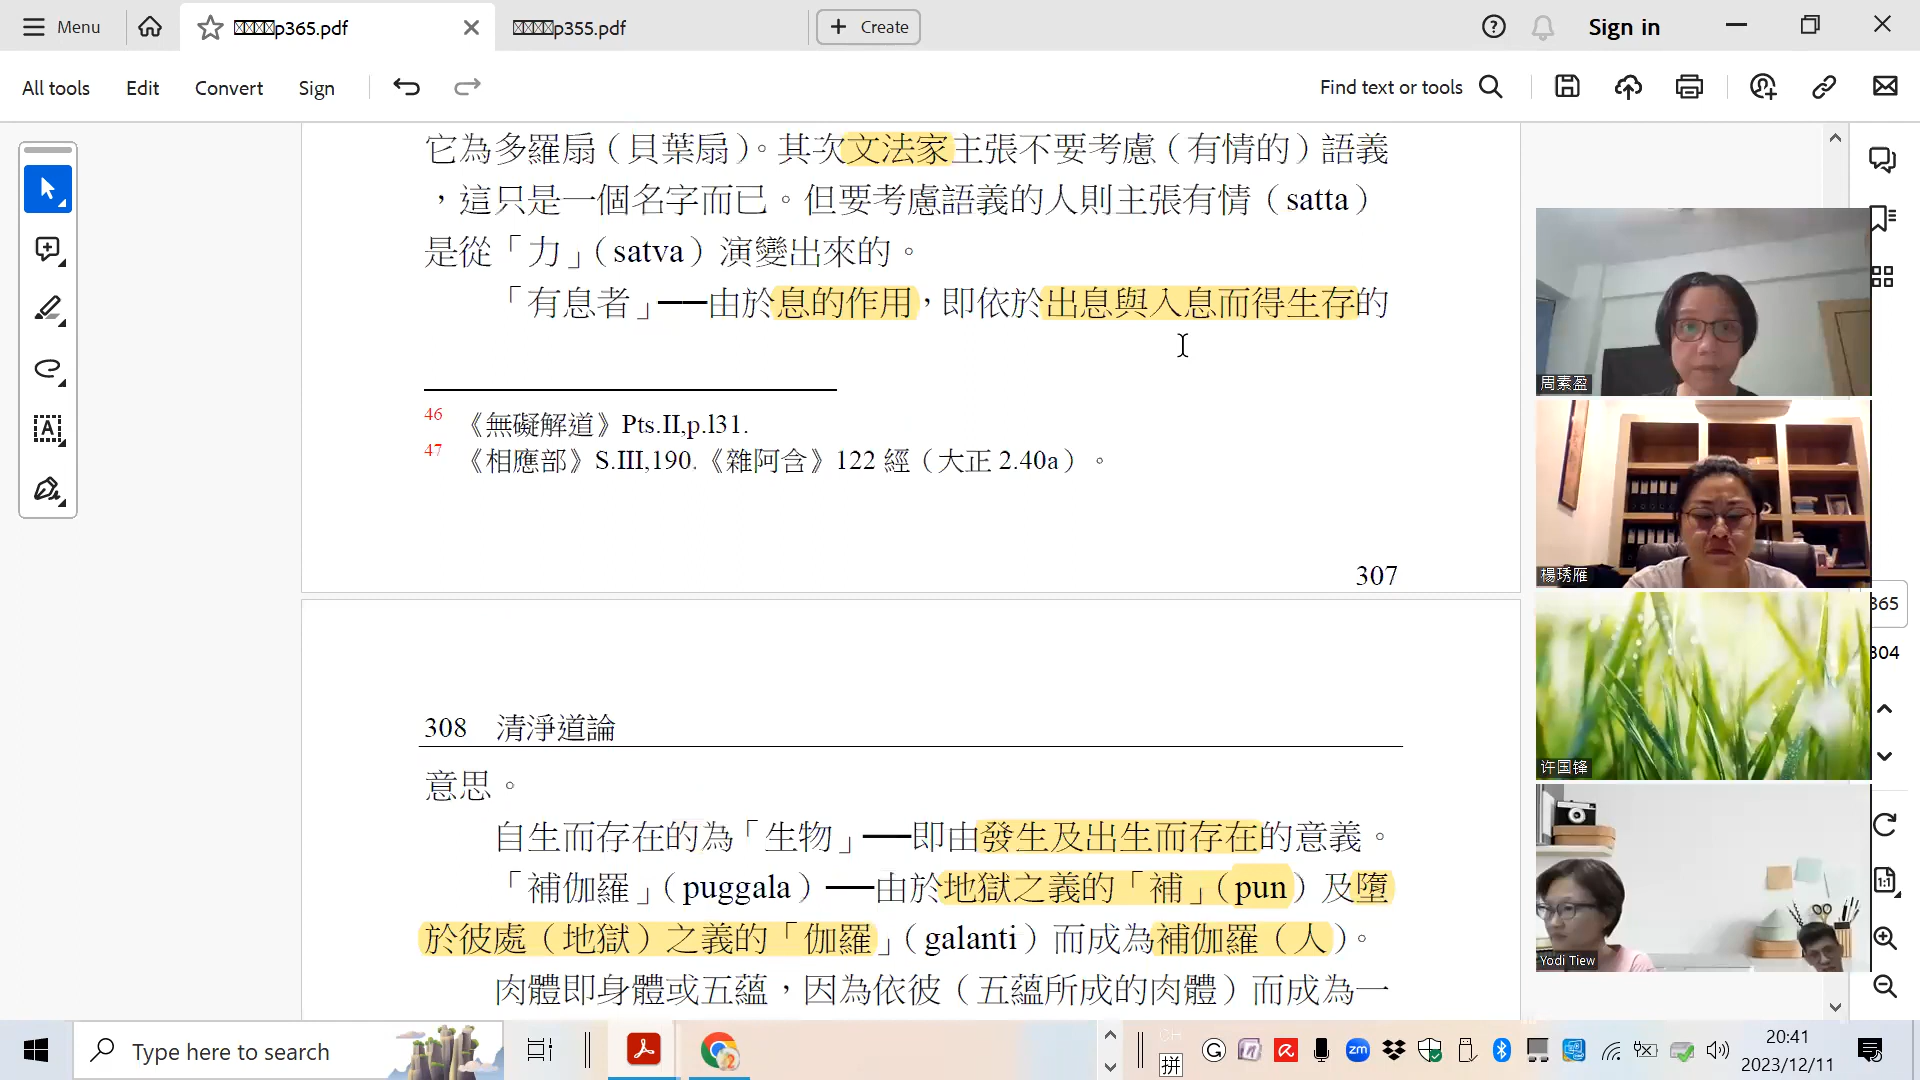 Menu
p365.pdf
p355.pdf
Create
Sign in
All tools
Edit
Convert
Sign
Find text or tools
它為多羅扇（貝葉扇）。其次文法家主張不要考慮（有情的）語義
，這只是一個名字而已。但要考慮語義的人則主張有情（satta）
是從「力」（satva）演變出來的。
「有息者」──由於息的作用，即依於出息與入息而得生存的
46 《無礙解道》Pts.II,p.l31.
47 《相應部》S.III,190.《雜阿含》122 經（大正 2.40a）。
307
308 清淨道論
意思。
自生而存在的為「生物」──即由發生及出生而存在的意義。
「補伽羅」（puggala）──由於地獄之義的「補」（pun）及墮
於彼處（地獄）之義的「伽羅」（galanti）而成為補伽羅（人）。
肉體即身體或五蘊，因為依彼（五蘊所成的肉體）而成為一
周素盈
楊琇雁
许国锋
Yodi Tiew
365
304
Type here to search
CH
拼
zm
20:41
2023/12/11